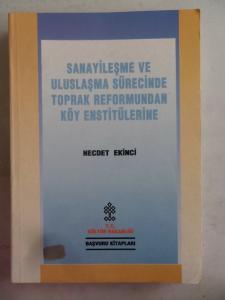 SANAYİLEŞME VE
ULUSLAŞMA SÜRECİNDE
TOPRAK REFORMUNDAN
KÖY ENSTİTÜLERİNE
NECDET EKİNCİ
T.C.
KÜLTÜR BAKANLIĞI
BAŞVURU KİTAPLARI